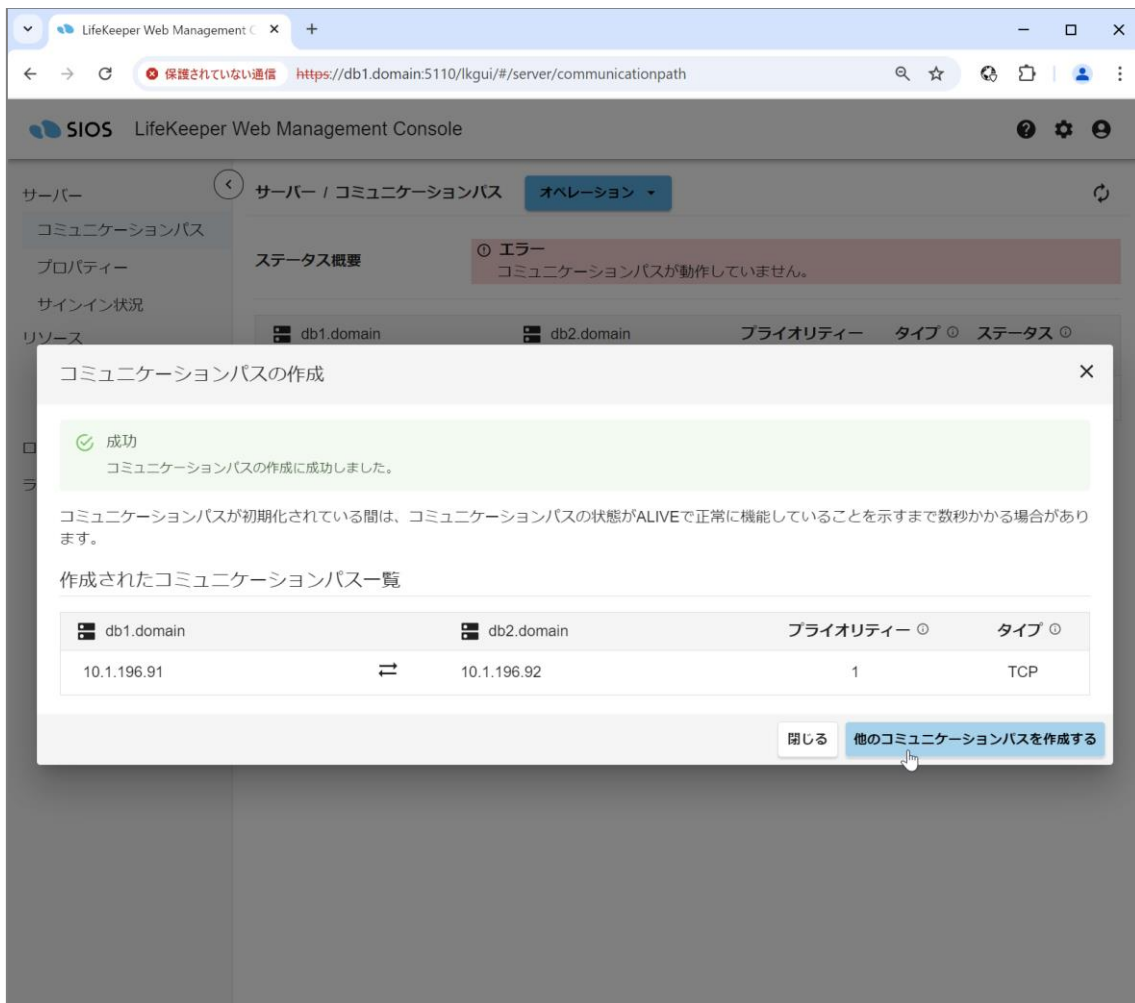 LifeKeeper Web Management C
保護されていない通信 https://db1.domain:5110/lkgui/#/server/communicationpath
SIOS LifeKeeper Web Management Console
サーバー
コミュニケーションパス
プロパティー
サインイン状況
リソース
サーバー / コミュニケーションパス オペレーション
ステータス概要
エラー
コミュニケーションパスが動作していません。
db1.domain db2.domain プライオリティー タイプ ステータス
ロ
ラ
コミュニケーションパスの作成
成功
コミュニケーションパスの作成に成功しました。
コミュニケーションパスが初期化されている間は、コミュニケーションパスの状態がALIVEで正常に機能していることを示すまで数秒かかる場合があり
ます。
作成されたコミュニケーションパス一覧
db1.domain db2.domain プライオリティー タイプ
10.1.196.91 10.1.196.92 1 TCP
閉じる 他のコミュニケーションパスを作成する